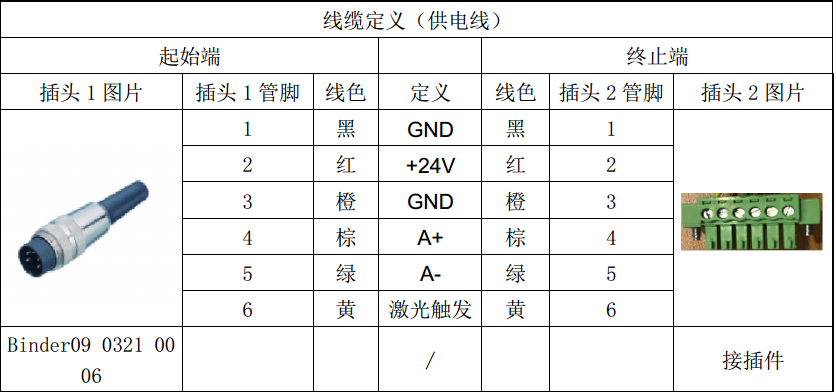 线缆定义（供电线）
起始端 终止端
插头 1 图片 插头 1 管脚 线色 定义 线色 插头 2 管脚 插头 2 图片
1 黑 GND 黑 1
2 红 +24V 红 2
3 橙 GND 橙 3
4 棕 A+ 棕 4
5 绿 A- 绿 5
6 黄 激光触发 黄 6
Binder09 0321 00
06
/
接插件